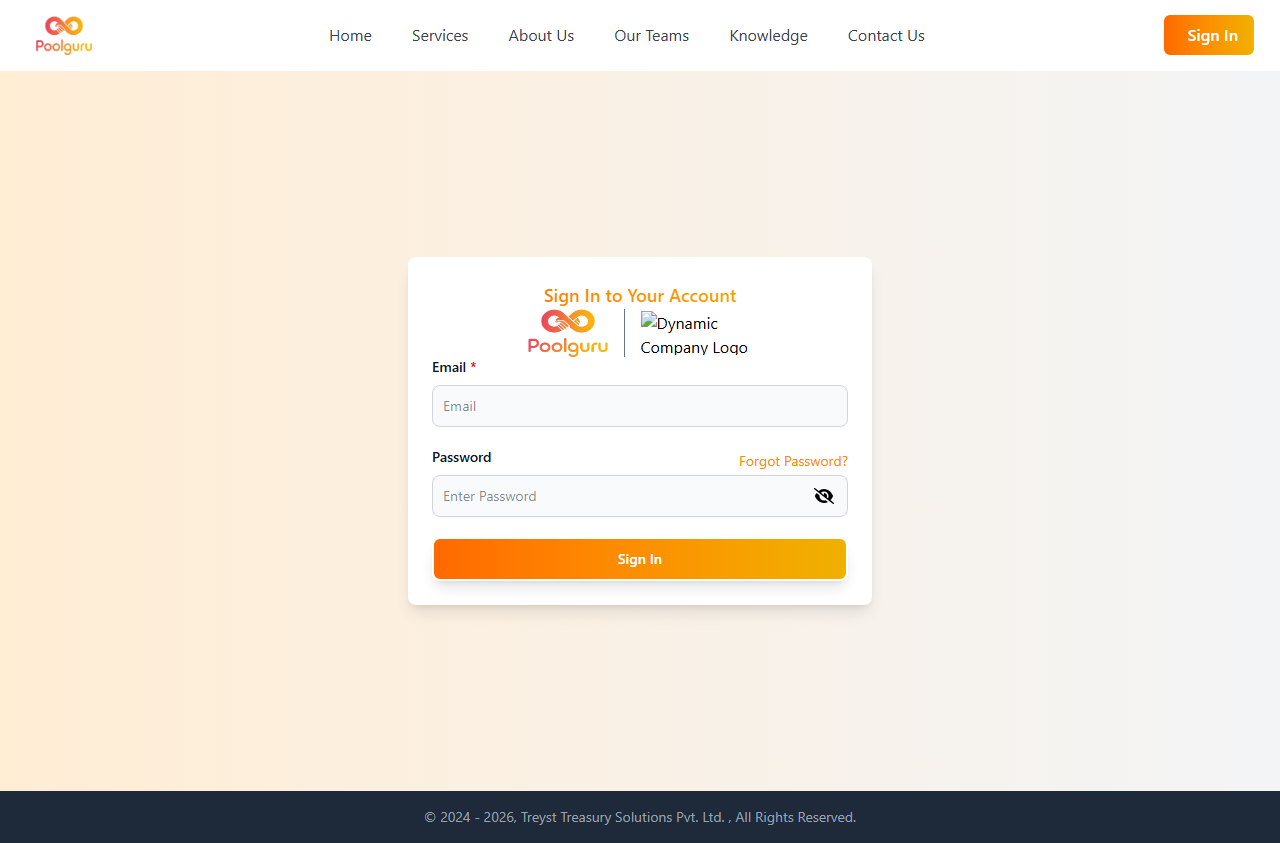 Poolguru
Home
Services
About Us
Our Teams
Knowledge
Contact Us
Sign In
Sign In to Your Account
Poolguru
Dynamic
Company Logo
Email *
Email
Password
Forgot Password?
Enter Password
Sign In
© 2024 - 2026, Treyst Treasury Solutions Pvt. Ltd. , All Rights Reserved.